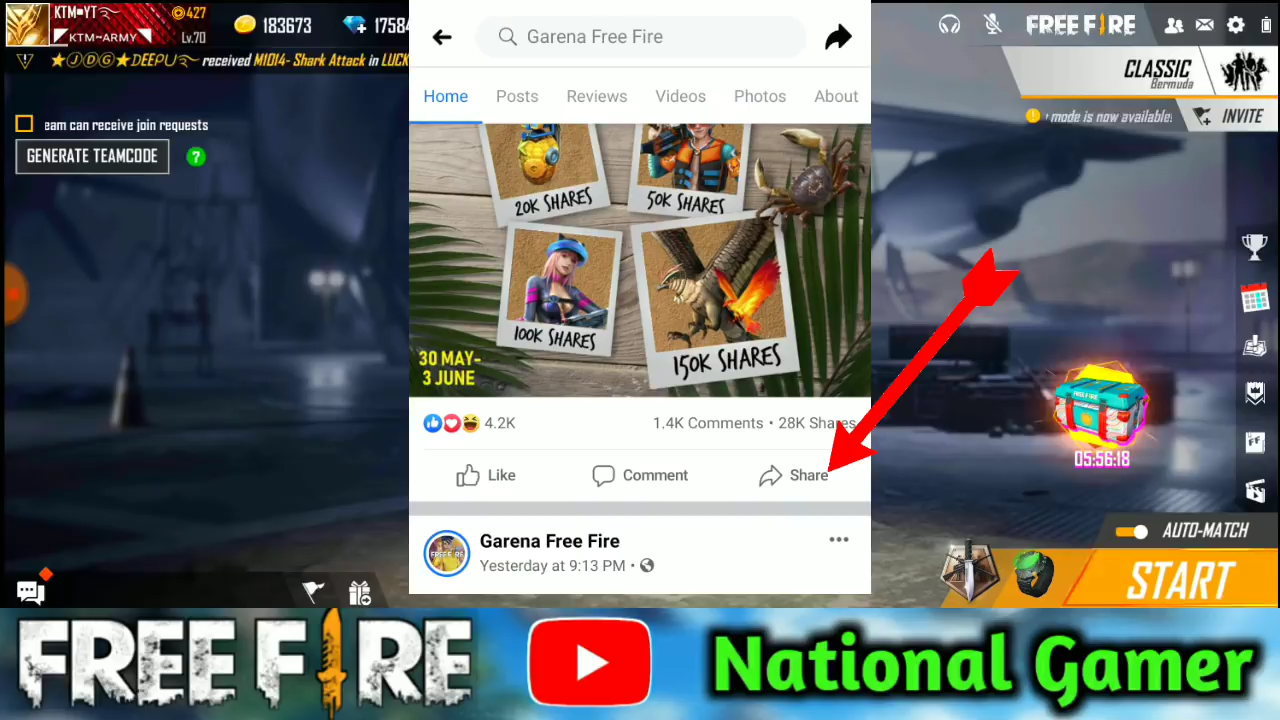 KTM~YT
427
KTM~ARMY
Lv.70
183673
1758
★J D G★DEEPU received M1014- Shark Attack in LUCK
eam can receive join requests
GENERATE TEAMCODE
?
Garena Free Fire
Home Posts Reviews Videos Photos About
20K SHARES
50K SHARES
100K SHARES
150K SHARES
30 MAY-
3 JUNE
4.2K
1.4K Comments • 28K Shares
Like Comment Share
Garena Free Fire
Yesterday at 9:13 PM •
FREE FIRE
CLASSIC
Bermuda
mode is now available!
INVITE
FREE FIRE
05:56:18
FF
AUTO-MATCH
START
FREE FIRE
National Gamer